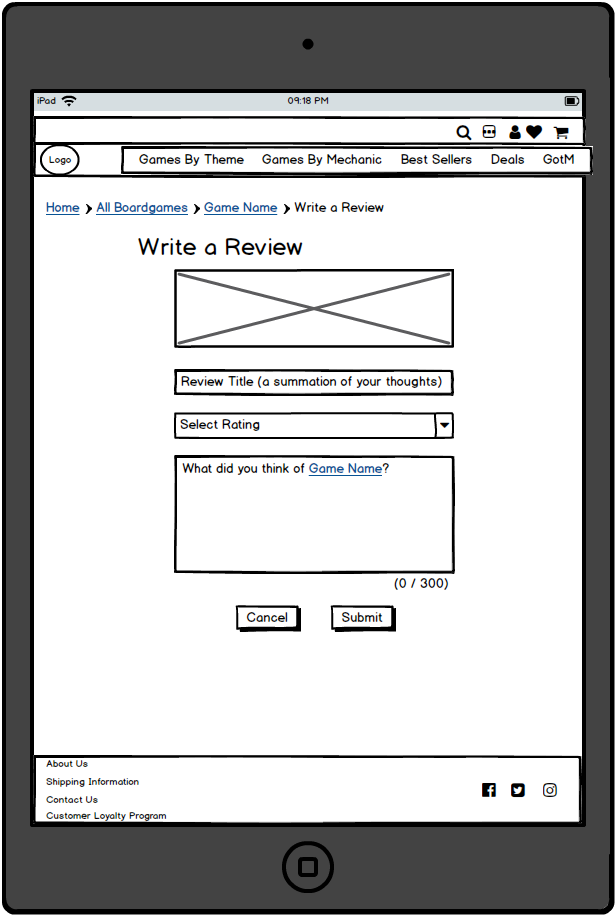 iPad 09:18 PM
Logo Games By Theme Games By Mechanic Best Sellers Deals GotM
Home All Boardgames Game Name Write a Review
Write a Review
Review Title (a summation of your thoughts)
Select Rating
What did you think of Game Name?
(0 / 300)
Cancel Submit
About Us
Shipping Information
Contact Us
Customer Loyalty Program